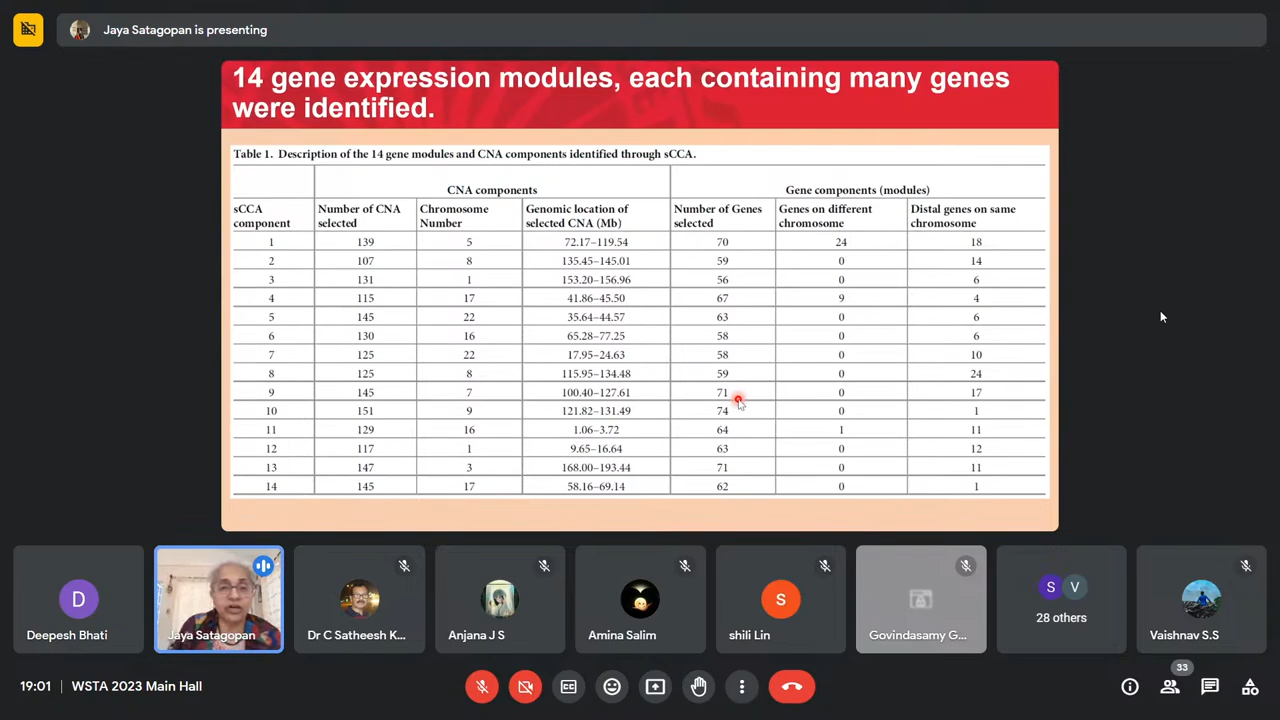 Jaya Satagopan is presenting
14 gene expression modules, each containing many genes
were identified.
Table 1. Description of the 14 gene modules and CNA components identified through sCCA.
CNA components Gene components (modules)
sCCA Number of CNA Chromosome Genomic location of Number of Genes Genes on different Distal genes on same
component selected Number selected CNA (Mb) selected chromosome chromosome
1 139 5 72.17–119.54 70 24 18
2 107 8 135.45–145.01 59 0 14
3 131 1 153.20–156.96 56 0 6
4 115 17 41.86–45.50 67 9 4
5 145 22 35.64–44.57 63 0 6
6 130 16 65.28–77.25 58 0 6
7 125 22 17.95–24.63 58 0 10
8 125 8 115.95–134.48 59 0 24
9 145 7 100.40–127.61 71 0 17
10 151 9 121.82–131.49 74 0 1
11 129 16 1.06–3.72 64 1 11
12 117 1 9.65–16.64 63 0 12
13 147 3 168.00–193.44 71 0 11
14 145 17 58.16–69.14 62 0 1
D S S V
28 others
Deepesh Bhati Jaya Satagopan Dr C Satheesh K... Anjana J S Amina Salim shili Lin Govindasamy G... Vaishnav S.S
33
19:01 | WSTA 2023 Main Hall